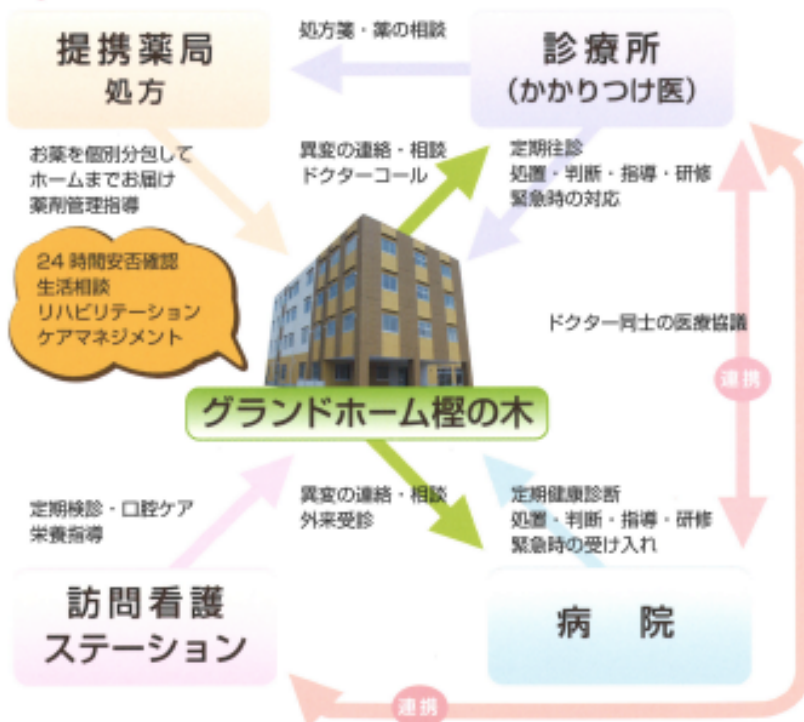 提携薬局
処方
処方箋・薬の相談
診療所
(かかりつけ医)
お薬を個別分包して
ホームまでお届け
薬剤管理指導
異変の連絡・相談
ドクターコール
定期往診
処置・判断・指導・研修
緊急時の対応
24 時間安否確認
生活相談
リハビリテーション
ケアマネジメント
ドクター同士の医療協議
連携
グランドホーム樫の木
定期検診・口腔ケア
栄養指導
異変の連絡・相談
外来受診
定期健康診断
処置・判断・指導・研修
緊急時の受け入れ
訪問看護
ステーション
病 院
連携